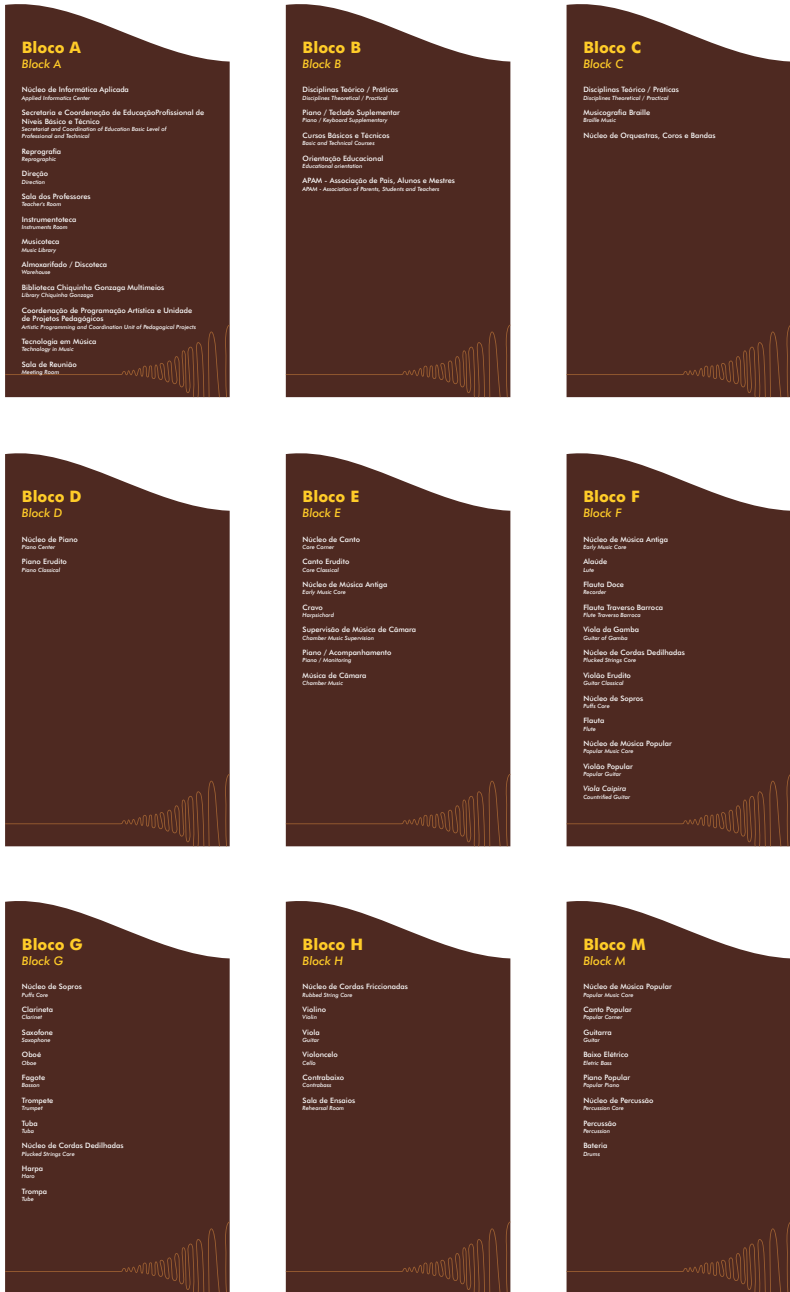 Bloco A
Block A
Núcleo de Informática Aplicada
Applied Informatics Center
Secretaria e Coordenação de EducaçãoProfissional de
Níveis Básico e Técnico
Secretariat and Coordination of Education Basic Level of
Professional and Technical
Reprografia
Reprographic
Direção
Direction
Sala dos Professores
Teacher's Room
Instrumentoteca
Instruments Room
Musicoteca
Music Library
Almoxarifado / Discoteca
Warehouse
Biblioteca Chiquinha Gonzaga Multimeios
Library Chiquinha Gonzaga
Coordenação de Programação Artística e Unidade
de Projetos Pedagógicos
Artistic Programming and Coordination Unit of Pedagogical Projects
Tecnologia em Música
Technology in Music
Sala de Reunião
Meeting Room
Bloco B
Block B
Disciplinas Teórico / Práticas
Disciplines Theoretical / Practical
Piano / Teclado Suplementar
Piano / Keyboard Supplementary
Cursos Básicos e Técnicos
Basic and Technical Courses
Orientação Educacional
Educational orientation
APAM - Associação de Pais, Alunos e Mestres
APAM - Association of Parents, Students and Teachers
Bloco C
Block C
Disciplinas Teórico / Práticas
Disciplines Theoretical / Practical
Musicografia Braille
Braille Music
Núcleo de Orquestras, Coros e Bandas
Bloco D
Block D
Núcleo de Piano
Piano Center
Piano Erudito
Piano Classical
Bloco E
Block E
Núcleo de Canto
Core Corner
Canto Erudito
Core Classical
Núcleo de Música Antiga
Early Music Core
Cravo
Harpsichord
Supervisão de Música de Câmara
Chamber Music Supervision
Piano / Acompanhamento
Piano / Monitoring
Música de Câmara
Chamber Music
Bloco F
Block F
Núcleo de Música Antiga
Early Music Core
Alaúde
Lute
Flauta Doce
Recorder
Flauta Traverso Barroca
Flute Traverso Barroca
Viola da Gamba
Guitar of Gamba
Núcleo de Cordas Dedilhadas
Plucked Strings Core
Violão Erudito
Guitar Classical
Núcleo de Sopros
Puffs Core
Flauta
Flute
Núcleo de Música Popular
Popular Music Core
Violão Popular
Popular Guitar
Viola Caipira
Countrified Guitar
Bloco G
Block G
Núcleo de Sopros
Puffs Core
Clarineta
Clarinet
Saxofone
Saxophone
Oboé
Oboe
Fagote
Basson
Trompete
Trumpet
Tuba
Tuba
Núcleo de Cordas Dedilhadas
Plucked Strings Core
Harpa
Harp
Trompa
Tube
Bloco H
Block H
Núcleo de Cordas Friccionadas
Rubbed String Core
Violino
Violin
Viola
Guitar
Violoncelo
Cello
Contrabaixo
Contrabass
Sala de Ensaios
Rehearsal Room
Bloco M
Block M
Núcleo de Música Popular
Popular Music Core
Canto Popular
Popular Corner
Guitarra
Guitar
Baixo Elétrico
Eletric Bass
Piano Popular
Popular Piano
Núcleo de Percussão
Percussion Core
Percussão
Percussion
Bateria
Drums